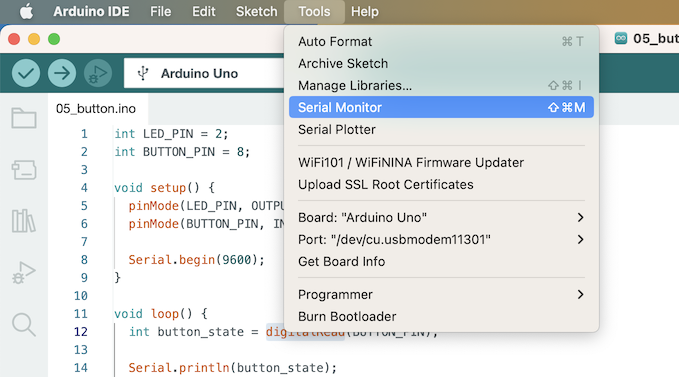 Arduino IDE File Edit Sketch Tools Help
05_but
Arduino Uno
05_button.ino
Auto Format ⌘ T
Archive Sketch
Manage Libraries... ⇧ ⌘ I
Serial Monitor ⇧ ⌘ M
Serial Plotter
WiFi101 / WiFiNINA Firmware Updater
Upload SSL Root Certificates
Board: "Arduino Uno"
Port: "/dev/cu.usbmodem11301"
Get Board Info
Programmer
Burn Bootloader
1 int LED_PIN = 2;
2 int BUTTON_PIN = 8;
3
4 void setup() {
5 pinMode(LED_PIN, OUTPU
6 pinMode(BUTTON_PIN, IN
7
8 Serial.begin(9600);
9 }
10
11 void loop() {
12 int button_state = digitalRead(BUTTON_PIN);
13
14 Serial.println(button_state);